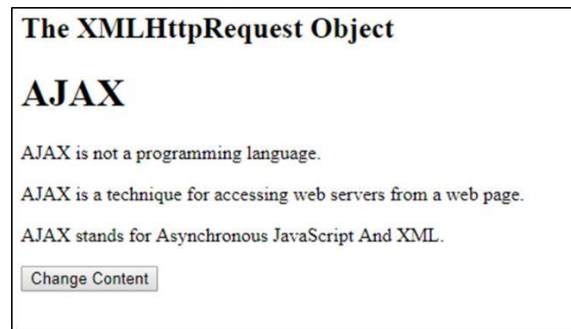 The XMLHttpRequest Object
AJAX
AJAX is not a programming language.
AJAX is a technique for accessing web servers from a web page.
AJAX stands for Asynchronous JavaScript And XML.
Change Content